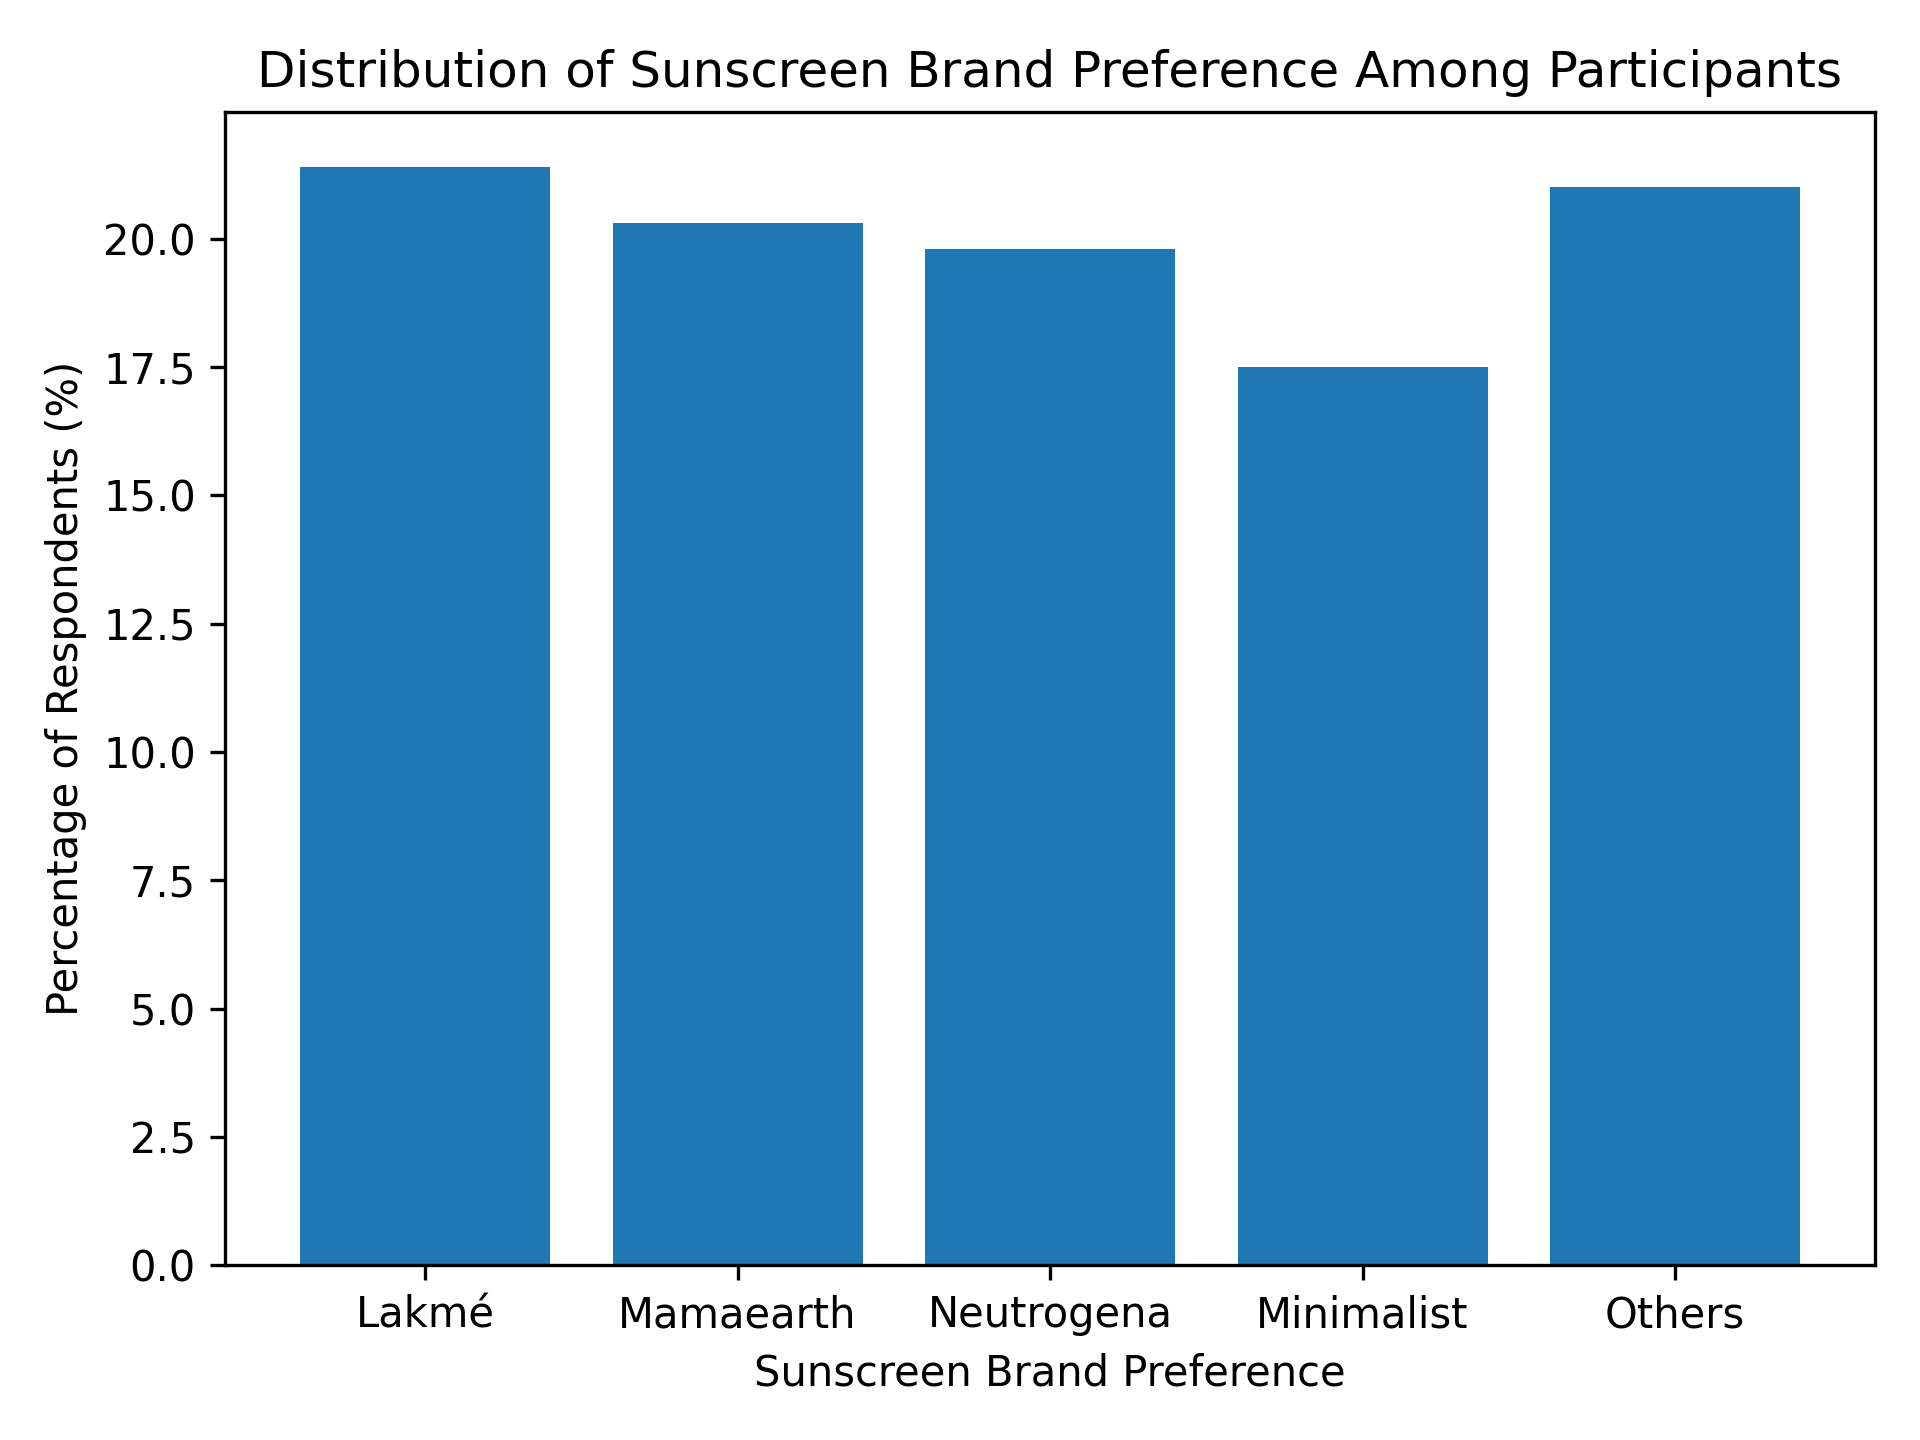 Distribution of Sunscreen Brand Preference Among Participants
Percentage of Respondents (%)
20.0
17.5
15.0
12.5
10.0
7.5
5.0
2.5
0.0
Lakmé Mamaearth Neutrogena Minimalist Others
Sunscreen Brand Preference